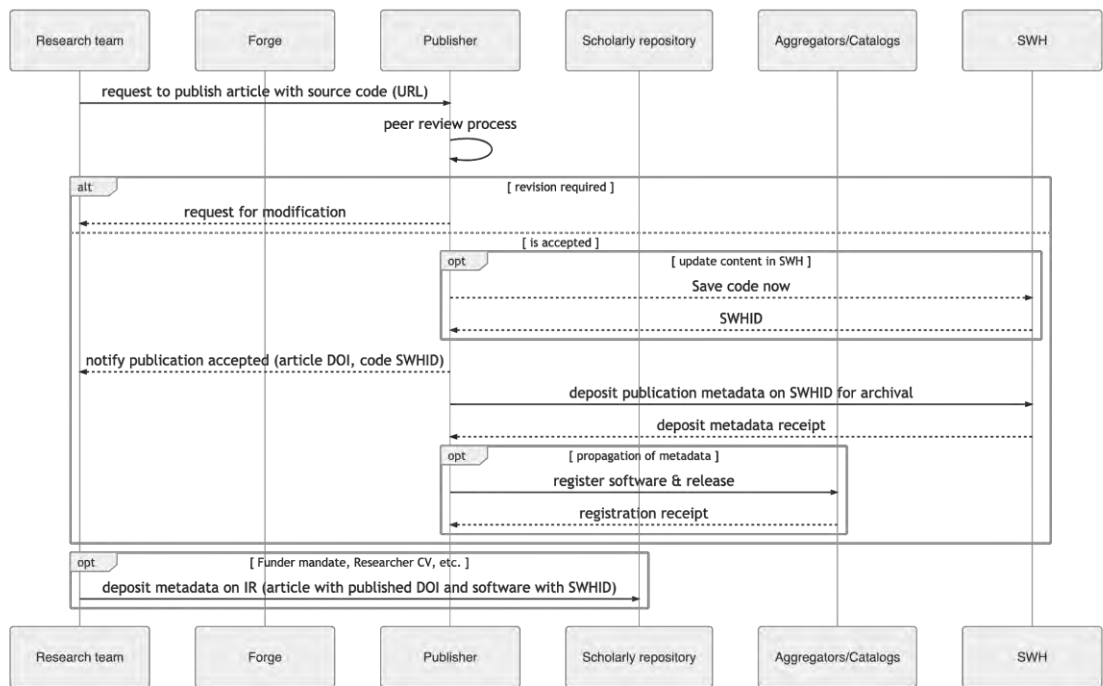 Research team Forge Publisher Scholarly repository Aggregators/Catalogs SWH
request to publish article with source code (URL)
peer review process
alt [ revision required ]
request for modification
[ is accepted ]
opt [ update content in SWH ]
Save code now
SWHID
notify publication accepted (article DOI, code SWHID)
deposit publication metadata on SWHID for archival
deposit metadata receipt
opt [ propagation of metadata ]
register software & release
registration receipt
opt [ Funder mandate, Researcher CV, etc. ]
deposit metadata on IR (article with published DOI and software with SWHID)
Research team Forge Publisher Scholarly repository Aggregators/Catalogs SWH